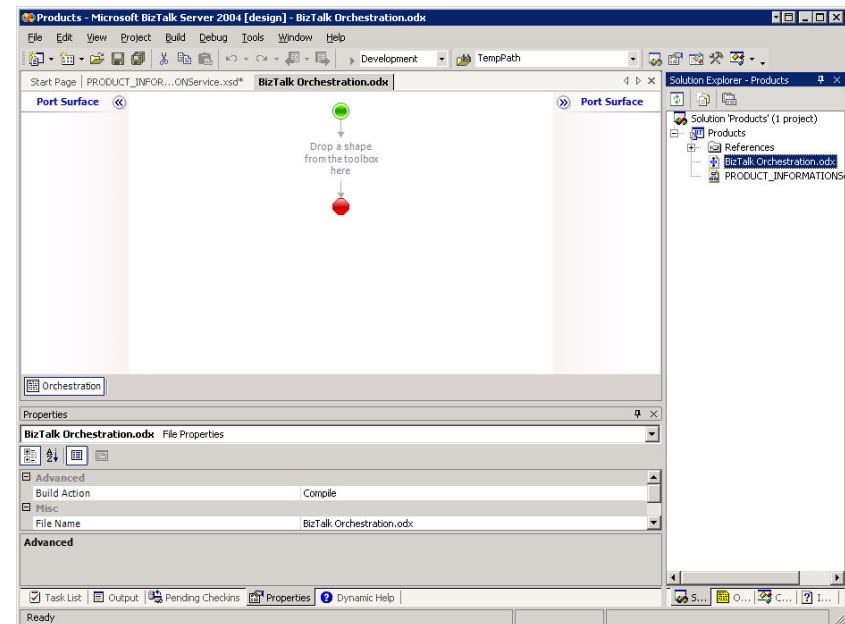 Products - Microsoft BizTalk Server 2004 [design] - BizTalk Orchestration.odx
File Edit View Project Build Debug Tools Window Help
Development TempPath
Start Page PRODUCT_INFOR...ONService.xsd* BizTalk Orchestration.odx
Solution Explorer - Products
Port Surface
Port Surface
Drop a shape
from the toolbox
here
Solution 'Products' (1 project)
Products
References
BizTalk Orchestration.odx
PRODUCT_INFORMATIONS
Orchestration
Properties
BizTalk Orchestration.odx File Properties
Advanced
Build Action Compile
Misc
File Name BizTalk Orchestration.odx
Advanced
Task List Output Pending Checkins Properties Dynamic Help
S... O... C... I...
Ready